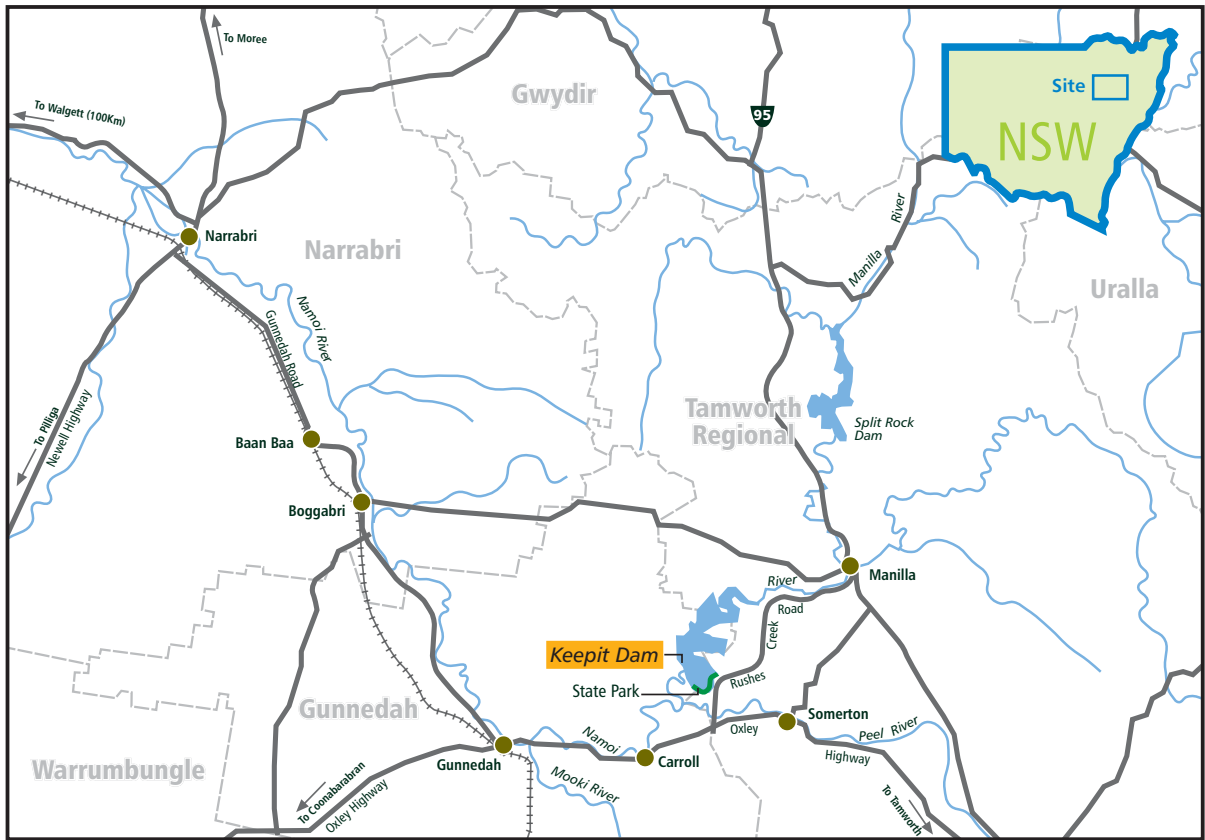 To Moree
Gwydir
95
Site
NSW
To Walgett (100Km)
Narrabri
Narrabri
Manilla
River
Uralla
Namoi River
Gunnedah Road
To Pilliga
Newell Highway
Tamworth
Regional
Split Rock
Dam
Baan Baa
Boggabri
River
Manilla
Road
Creek
Keepit Dam
State Park
Rushes
Gunnedah
Somerton
Oxley
Peel River
Namoi
Highway
Warrumbungle
Gunnedah
Carroll
Mooki River
To Coonabarabran
Oxley Highway
To Tamworth